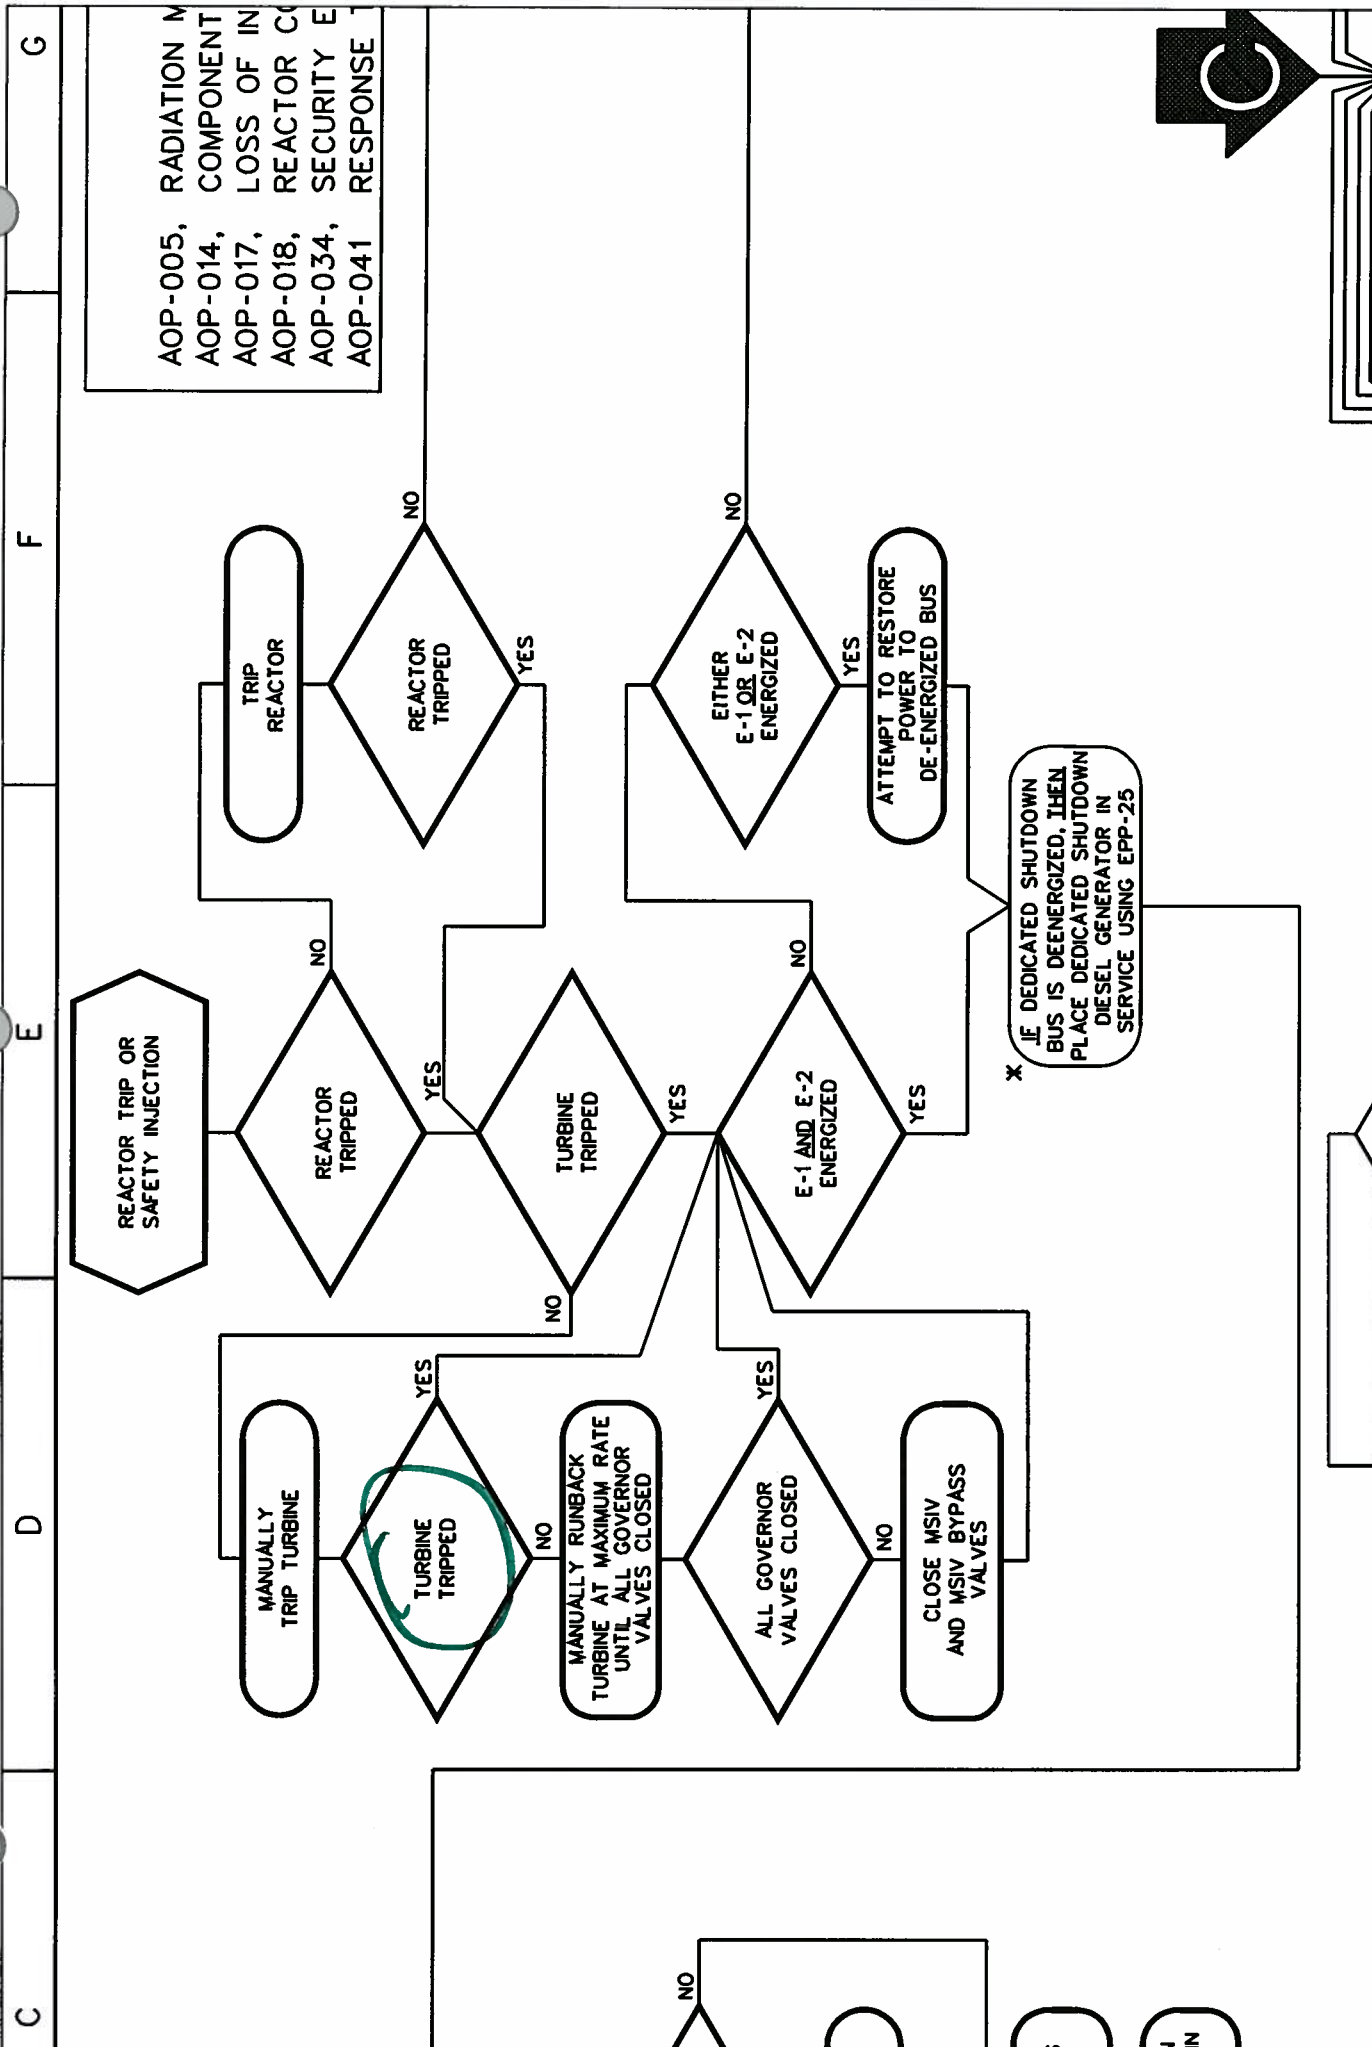 C
D
E
F
G
AOP-005, RADIATION M
AOP-014, COMPONENT
AOP-017, LOSS OF IN
AOP-018, REACTOR CO
AOP-034, SECURITY E
AOP-041 RESPONSE T
REACTOR TRIP OR
SAFETY INJECTION
REACTOR
TRIPPED
NO
YES
TRIP
REACTOR
REACTOR
TRIPPED
NO
YES
TURBINE
TRIPPED
NO
YES
MANUALLY
TRIP TURBINE
TURBINE
TRIPPED
YES
NO
MANUALLY RUNBACK
TURBINE AT MAXIMUM RATE
UNTIL ALL GOVERNOR
VALVES CLOSED
ALL GOVERNOR
VALVES CLOSED
YES
NO
CLOSE MSIV
AND MSIV BYPASS
VALVES
E-1 AND E-2
ENERGIZED
NO
YES
EITHER
E-1 OR E-2
ENERGIZED
NO
YES
ATTEMPT TO RESTORE
POWER TO
DE-ENERGIZED BUS
* IF DEDICATED SHUTDOWN
BUS IS DEENERGIZED, THEN
PLACE DEDICATED SHUTDOWN
DIESEL GENERATOR IN
SERVICE USING EPP-25
C
NO